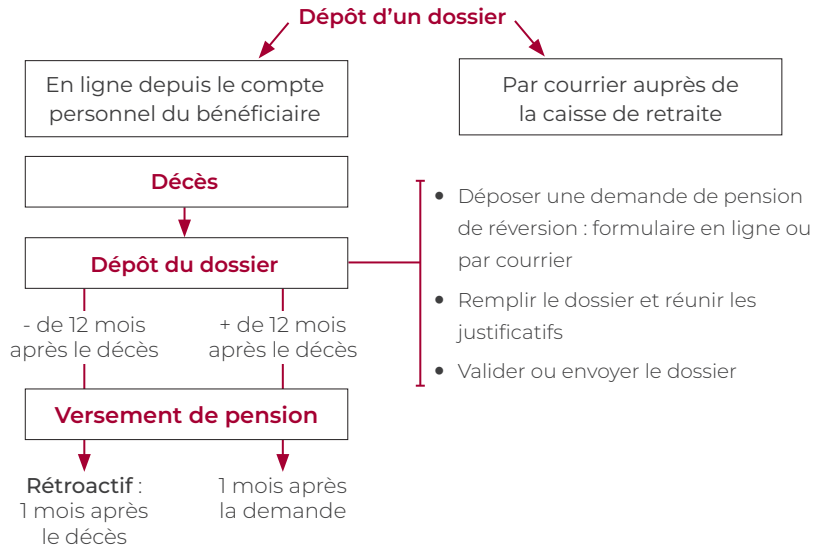 Dépôt d’un dossier
En ligne depuis le compte
personnel du bénéficiaire
Par courrier auprès de
la caisse de retraite
Décès
Dépôt du dossier
• Déposer une demande de pension
de réversion : formulaire en ligne ou
par courrier
• Remplir le dossier et réunir les
justificatifs
• Valider ou envoyer le dossier
- de 12 mois
après le décès
+ de 12 mois
après le décès
Versement de pension
Rétroactif :
1 mois après
le décès
1 mois après
la demande